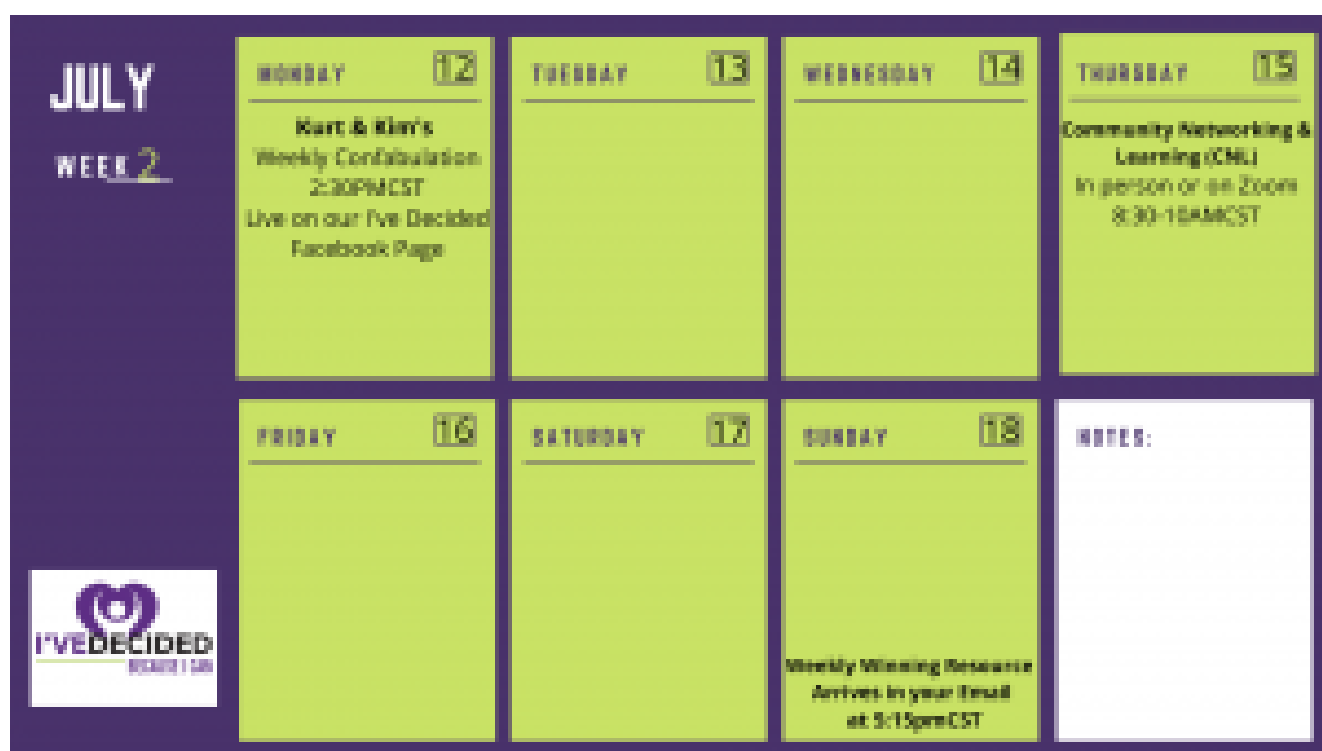 JULY
WEEK 2
MONDAY 12
Kurt & Kim's
Weekly Confabulation
2:30PMCST
Live on our I've Decided
Facebook Page
TUESDAY 13
WEDNESDAY 14
THURSDAY 15
Community Networking &
Learning (CNL)
In person or on Zoom
8:30-10AMCST
FRIDAY 16
SATURDAY 17
SUNDAY 18
Weekly Winning Resource
Arrives in your Email
at 5:15pmCST
NOTES:
I'VEDECIDED
BECAUSE I CAN